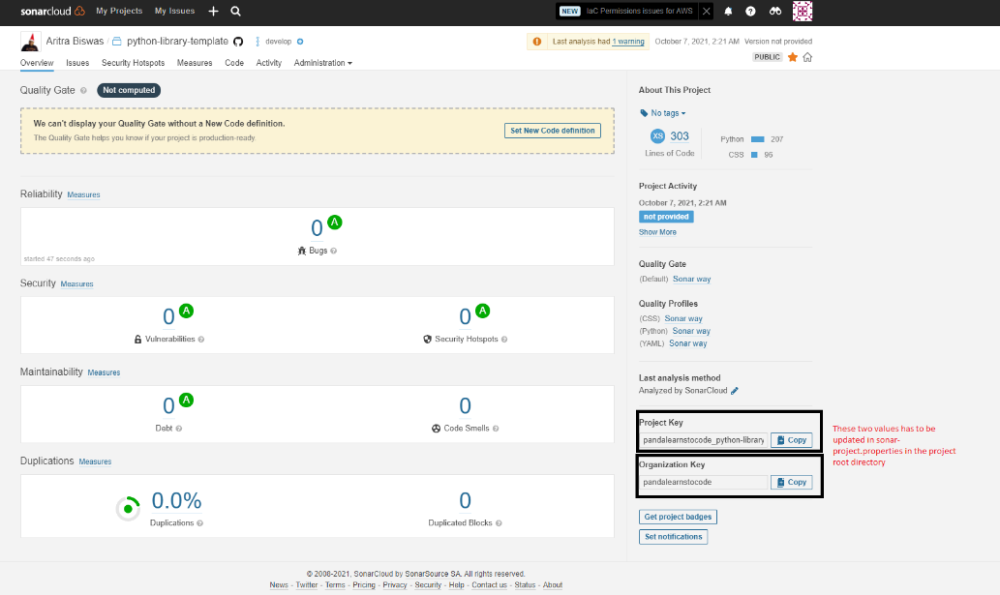 sonarcloud My Projects My Issues NEW IaC Permissions issues for AWS
Aritra Biswas / python-library-template develop Last analysis had 1 warning October 7, 2021, 2:21 AM Version not provided
PUBLIC
Overview Issues Security Hotspots Measures Code Activity Administration
Quality Gate Not computed
We can't display your Quality Gate without a New Code definition.
The Quality Gate helps you know if your project is production-ready.
Set New Code definition
Reliability Measures
0 A
Bugs
started 47 seconds ago
Security Measures
0 A 0 A
Vulnerabilities Security Hotspots
Maintainability Measures
0 A 0
Debt Code Smells
Duplications Measures
0.0% 0
Duplications Duplicated Blocks
About This Project
No tags
XS 303
Lines of Code
Python 207
CSS 96
Project Activity
October 7, 2021, 2:21 AM
not provided
Show More
Quality Gate
(Default) Sonar way
Quality Profiles
(CSS) Sonar way
(Python) Sonar way
(YAML) Sonar way
Last analysis method
Analyzed by SonarCloud
Project Key
pandalearnstocode_python-library Copy
Organization Key
pandalearnstocode Copy
These two values has to be
updated in sonar-
project.properties in the project
root directory
Get project badges
Set notifications
© 2008-2021, SonarCloud by SonarSource SA. All rights reserved.
News - Twitter - Terms - Pricing - Privacy - Security - Help - Contact us - Status - About